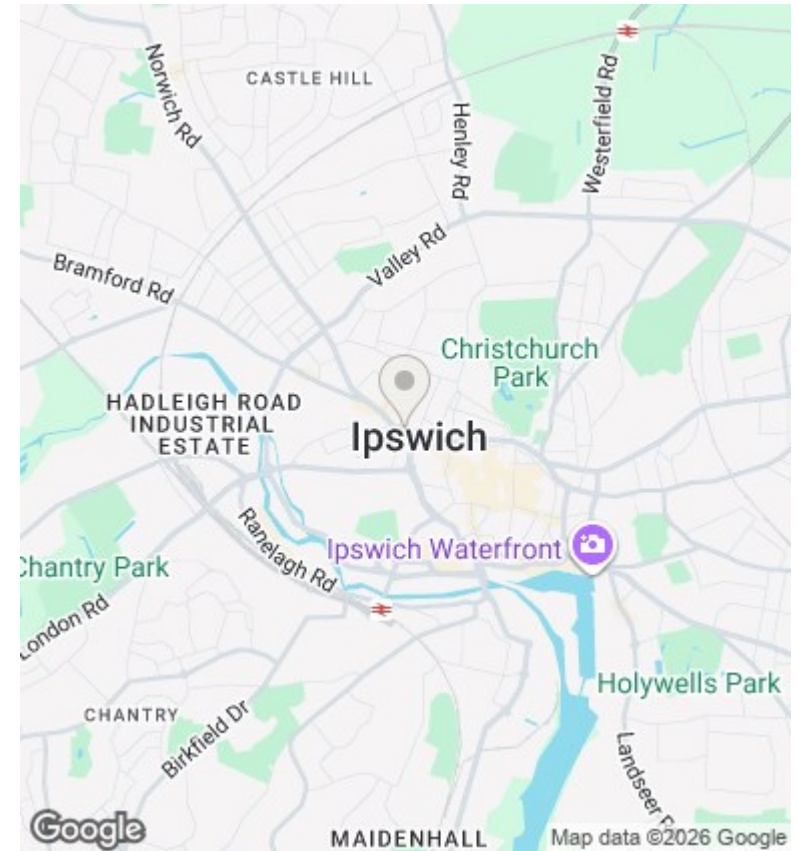 Norwich Rd
CASTLE HILL
Henley Rd
Westerfield Rd
Valley Rd
Bramford Rd
Christchurch
Park
HADLEIGH ROAD
INDUSTRIAL
ESTATE
Ipswich
Ipswich Waterfront
Ranelagh Rd
Chantry Park
London Rd
Holywells Park
CHANTRY
Birkfield Dr
Landseer Rd
Google
MAIDENHALL
Map data ©2026 Google